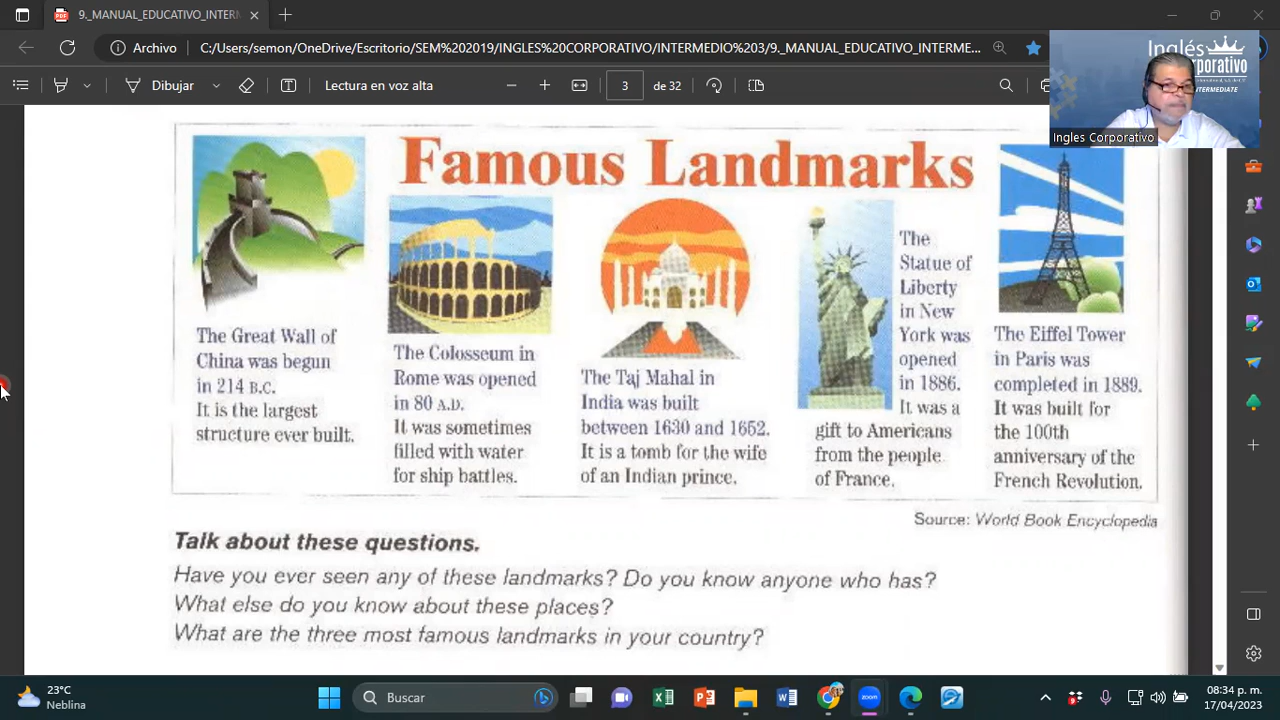 9._MANUAL_EDUCATIVO_INTERM
Archivo
C:/Users/semon/OneDrive/Escritorio/SEM%202019/INGLES%20CORPORATIVO/INTERMEDIO%203/9._MANUAL_EDUCATIVO_INTERME...
Dibujar
Lectura en voz alta
3
de 32
Inglés
rporativo
INTERMEDIATE
Ingles Corporativo
Famous Landmarks
The Great Wall of
China was begun
in 214 B.C.
It is the largest
structure ever built.
The Colosseum in
Rome was opened
in 80 A.D.
It was sometimes
filled with water
for ship battles.
The Taj Mahal in
India was built
between 1630 and 1652.
It is a tomb for the wife
of an Indian prince.
The
Statue of
Liberty
in New
York was
opened
in 1886.
It was a
gift to Americans
from the people
of France.
The Eiffel Tower
in Paris was
completed in 1889.
It was built for
the 100th
anniversary of the
French Revolution.
Source: World Book Encyclopedia
Talk about these questions.
Have you ever seen any of these landmarks? Do you know anyone who has?
What else do you know about these places?
What are the three most famous landmarks in your country?
23°C
Neblina
Buscar
zoom
08:34 p. m.
17/04/2023